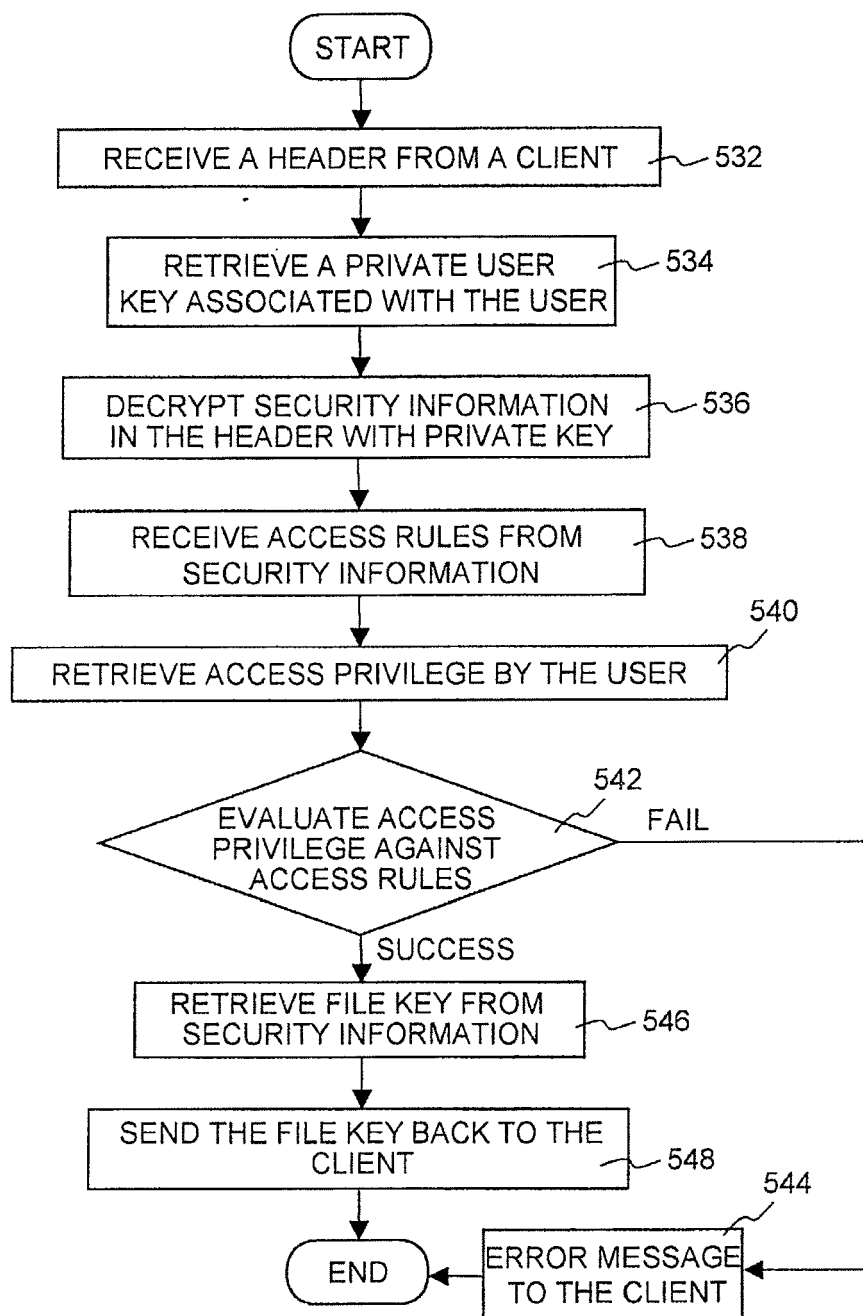 START
RECEIVE A HEADER FROM A CLIENT
532
RETRIEVE A PRIVATE USER
KEY ASSOCIATED WITH THE USER
534
DECRYPT SECURITY INFORMATION
IN THE HEADER WITH PRIVATE KEY
536
RECEIVE ACCESS RULES FROM
SECURITY INFORMATION
538
540
RETRIEVE ACCESS PRIVILEGE BY THE USER
542
EVALUATE ACCESS
PRIVILEGE AGAINST
ACCESS RULES
FAIL
SUCCESS
RETRIEVE FILE KEY FROM
SECURITY INFORMATION
546
SEND THE FILE KEY BACK TO THE
CLIENT
548
544
ERROR MESSAGE
TO THE CLIENT
END